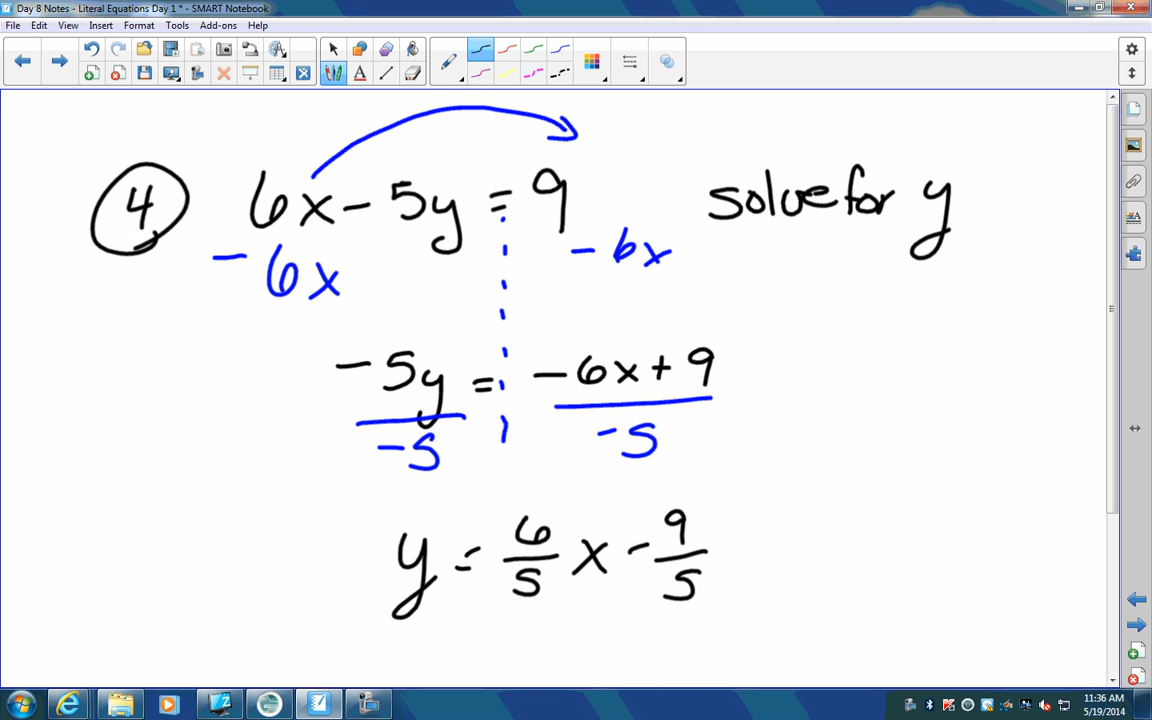 Day 8 Notes - Literal Equations Day 1 * - SMART Notebook
File Edit View Insert Format Tools Add-ons Help
4 6x - 5y = 9 solve for y
- 6x - 6x
-5y = -6x + 9
-5 -5
y = 6/5 x - 9/5
11:36 AM
5/19/2014